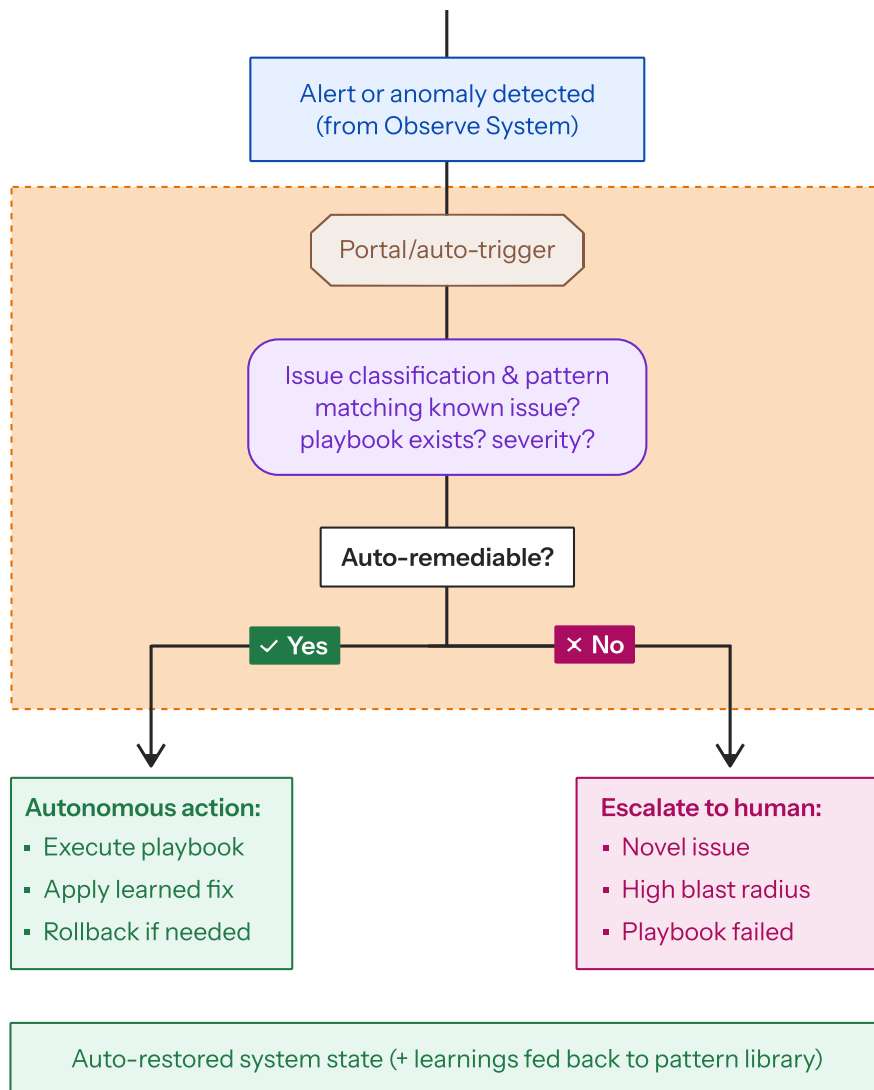 Alert or anomaly detected
(from Observe System)
Portal/auto-trigger
Issue classification & pattern
matching known issue?
playbook exists? severity?
Auto-remediable?
Yes
No
Autonomous action:
Execute playbook
Apply learned fix
Rollback if needed
Escalate to human:
Novel issue
High blast radius
Playbook failed
Auto-restored system state (+ learnings fed back to pattern library)